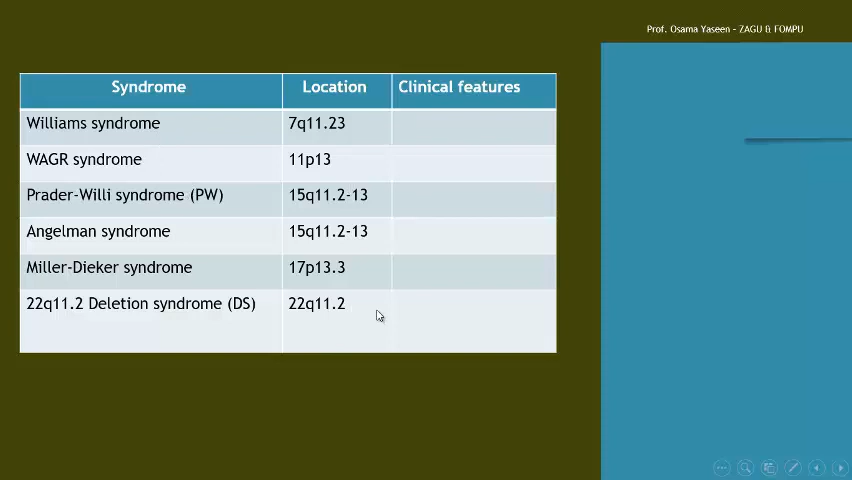 Prof. Osama Yaseen – ZAGU & FOMPU
Syndrome Location Clinical features
Williams syndrome 7q11.23
WAGR syndrome 11p13
Prader-Willi syndrome (PW) 15q11.2-13
Angelman syndrome 15q11.2-13
Miller-Dieker syndrome 17p13.3
22q11.2 Deletion syndrome (DS) 22q11.2